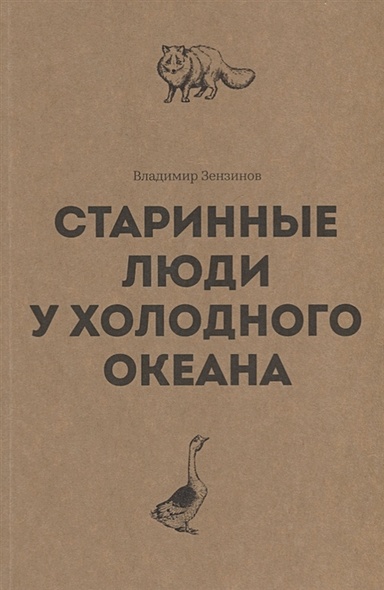 Владимир Зензинов
СТАРИННЫЕ
ЛЮДИ
У ХОЛОДНОГО
ОКЕАНА